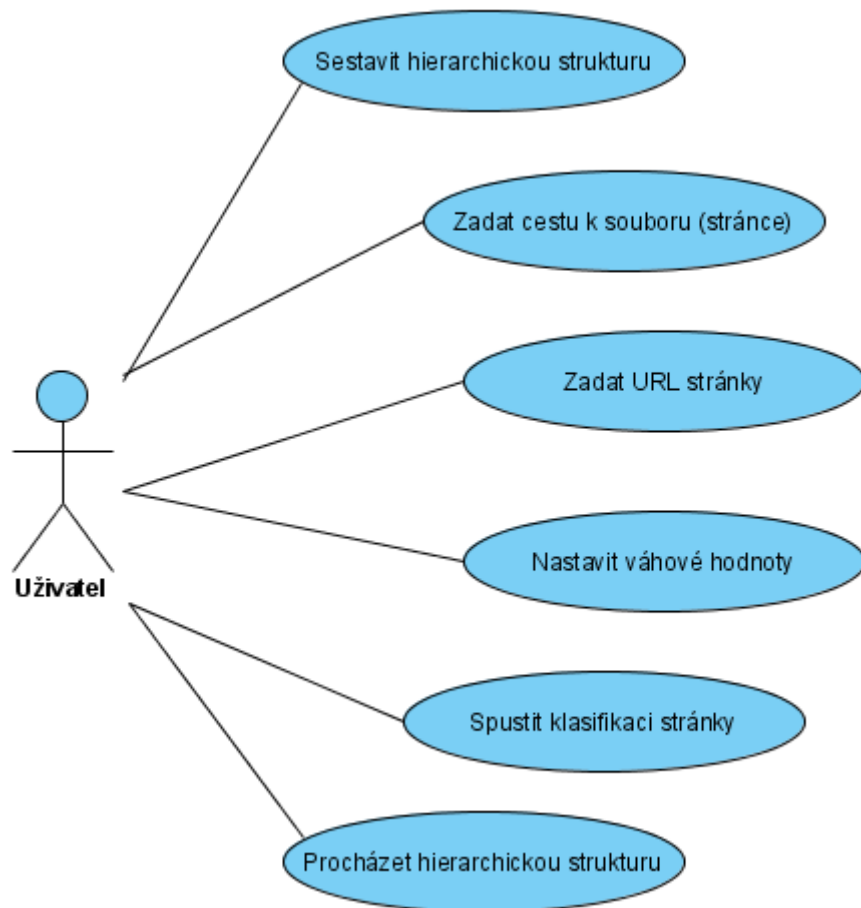 Sestavit hierarchickou strukturu
Zadat cestu k souboru (stránce)
Zadat URL stránky
Nastavit váhové hodnoty
Uživatel
Spustit klasifikaci stránky
Procházet hierarchickou strukturu